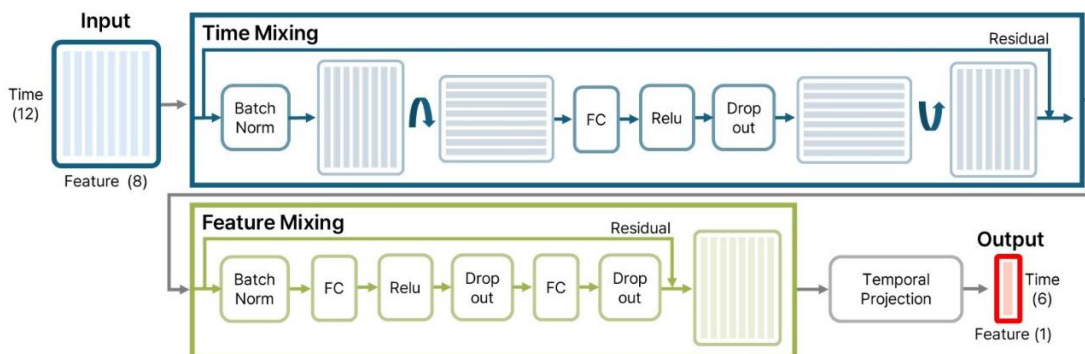 Input
Time
(12)
Feature (8)
Time Mixing
Residual
Batch
Norm
FC
Relu
Drop
out
Feature Mixing
Residual
Batch
Norm
FC
Relu
Drop
out
FC
Drop
out
Temporal
Projection
Output
Time
(6)
Feature (1)